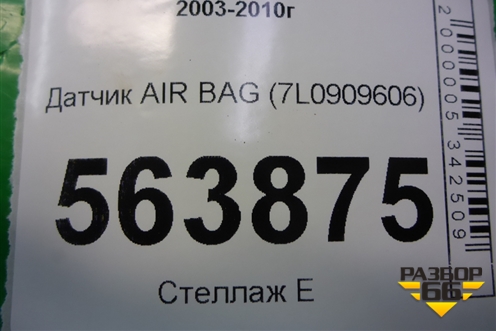 2003-2010г
Датчик AIR BAG (7L0909606)
563875
Стеллаж Е
2000005342509
РАЗБОР
66